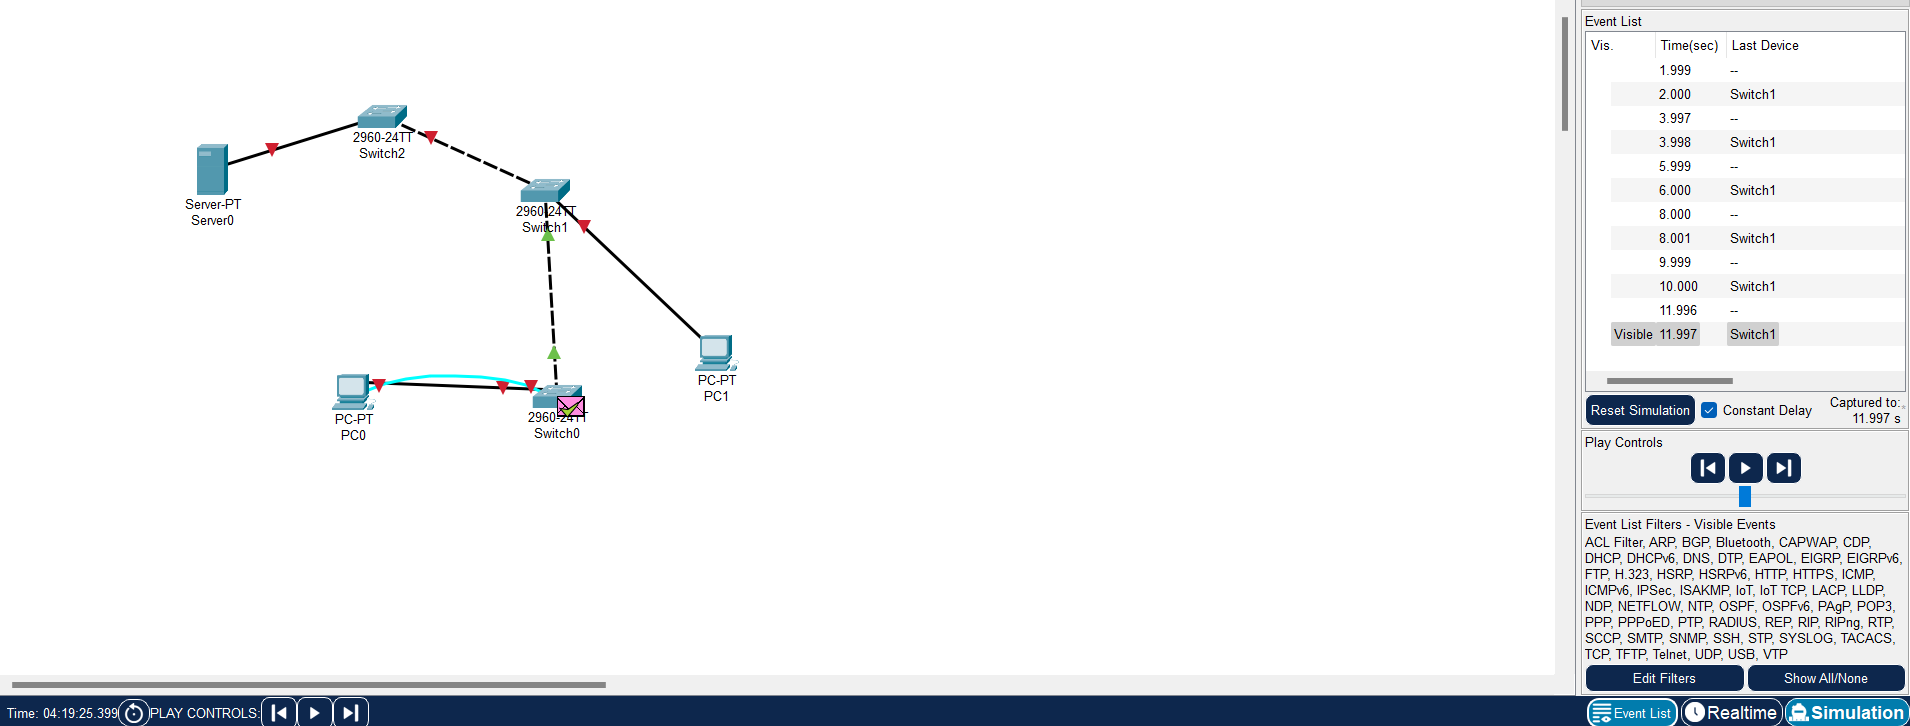 2960-24TT
Switch2
Server-PT
Server0
2960-24TT
Switch1
PC-PT
PC1
PC-PT
PC0
2960-24TT
Switch0
Event List
Vis. Time(sec) Last Device
1.999 --
2.000 Switch1
3.997 --
3.998 Switch1
5.999 --
6.000 Switch1
8.000 --
8.001 Switch1
9.999 --
10.000 Switch1
11.996 --
Visible 11.997 Switch1
Reset Simulation Constant Delay Captured to:
11.997 s
Play Controls
Event List Filters - Visible Events
ACL Filter, ARP, BGP, Bluetooth, CAPWAP, CDP,
DHCP, DHCPv6, DNS, DTP, EAPOL, EIGRP, EIGRPv6,
FTP, H.323, HSRP, HSRPv6, HTTP, HTTPS, ICMP,
ICMPv6, IPSec, ISAKMP, IoT, IoT TCP, LACP, LLDP,
NDP, NETFLOW, NTP, OSPF, OSPFv6, PAgP, POP3,
PPP, PPPoED, PTP, RADIUS, REP, RIP, RIPng, RTP,
SCCP, SMTP, SNMP, SSH, STP, SYSLOG, TACACS,
TCP, TFTP, Telnet, UDP, USB, VTP
Edit Filters Show All/None
Time: 04:19:25.399 PLAY CONTROLS: Event List Realtime Simulation